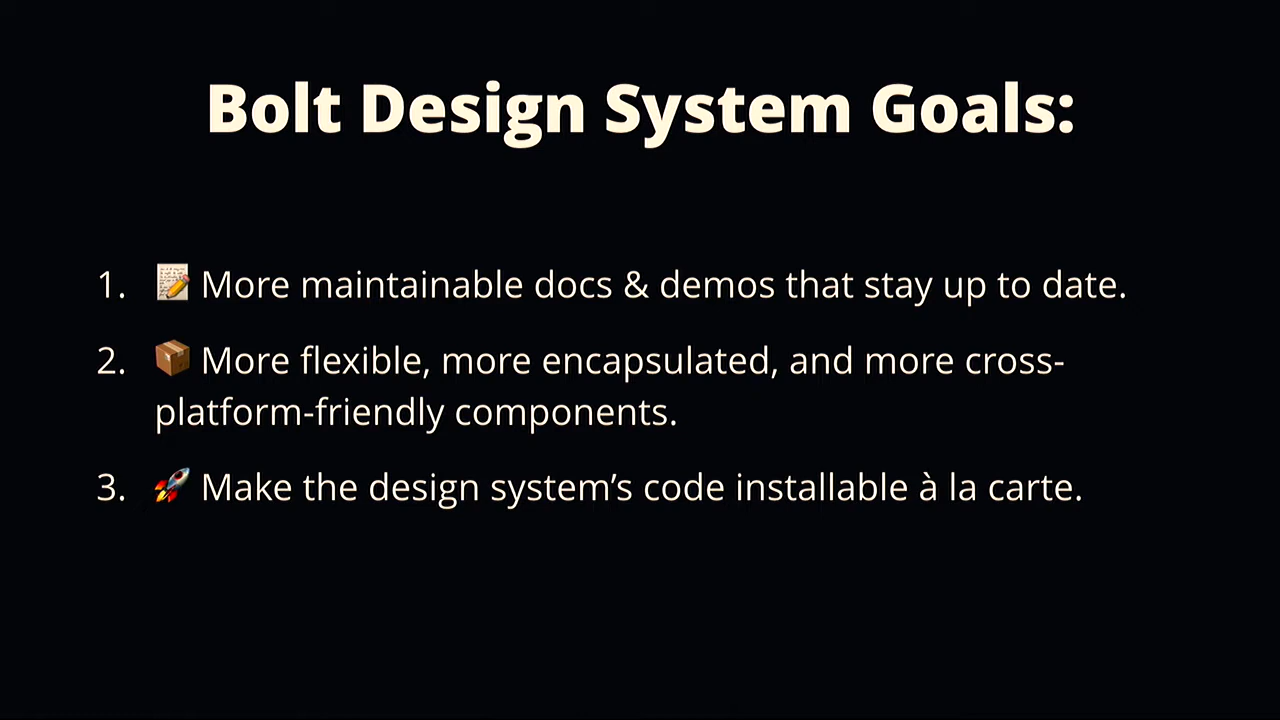 Bolt Design System Goals:
1. 📝 More maintainable docs & demos that stay up to date.
2. 📦 More flexible, more encapsulated, and more cross-
platform-friendly components.
3. 🚀 Make the design system’s code installable à la carte.